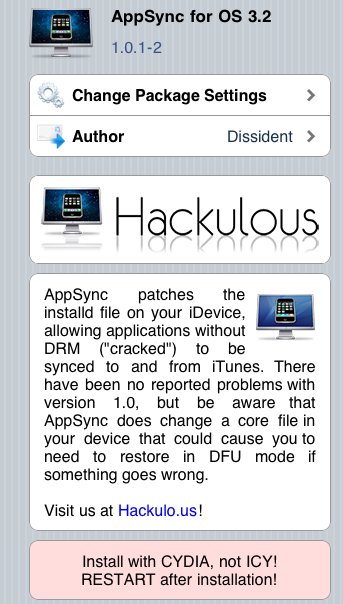 AppSync for OS 3.2
1.0.1-2
Change Package Settings
Author Dissident
Hackulous
AppSync patches the
installd file on your iDevice,
allowing applications without
DRM ("cracked") to be
synced to and from iTunes. There
have been no reported problems with
version 1.0, but be aware that
AppSync does change a core file in
your device that could cause you to
need to restore in DFU mode if
something goes wrong.
Visit us at Hackulo.us!
Install with CYDIA, not ICY!
RESTART after installation!